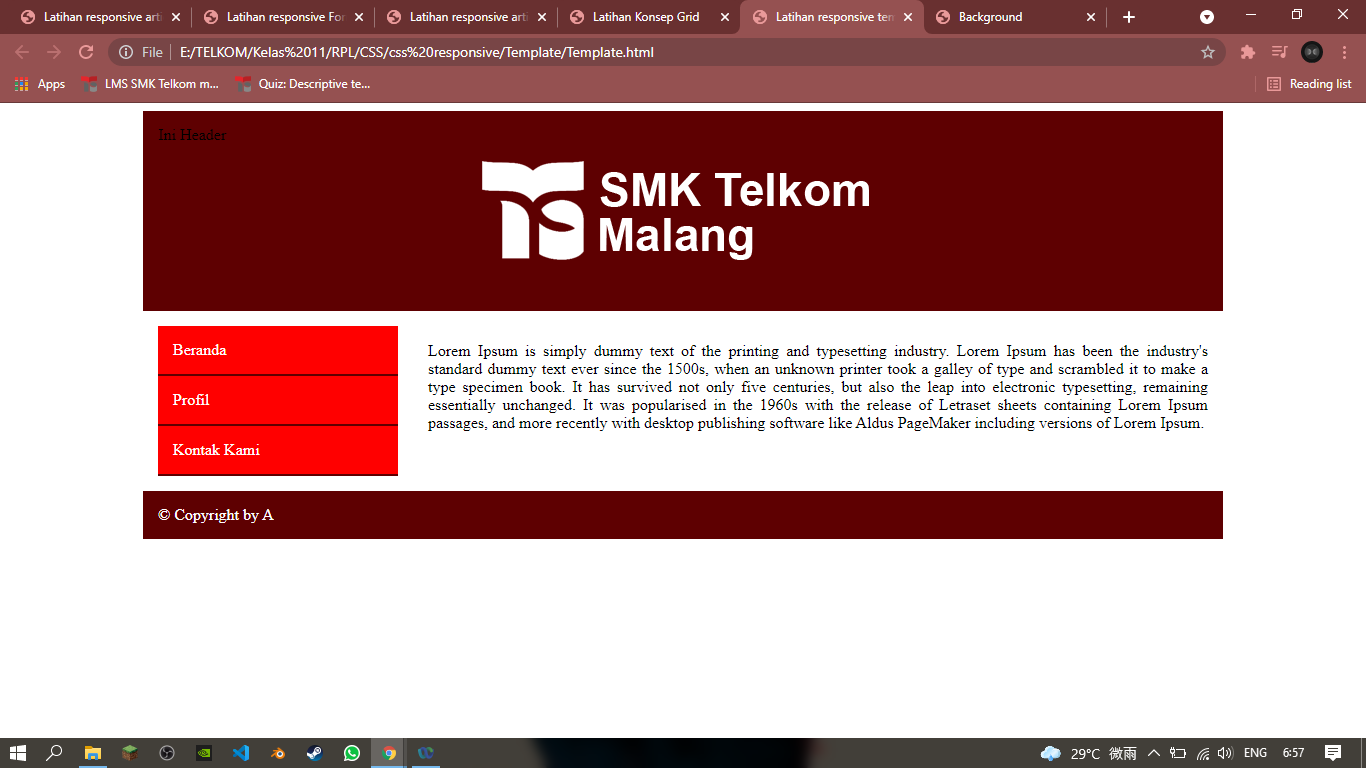 Latihan responsive arti
Latihan responsive For
Latihan responsive arti
Latihan Konsep Grid
Latihan responsive tem
Background
File
E:/TELKOM/Kelas%2011/RPL/CSS/css%20responsive/Template/Template.html
Apps
LMS SMK Telkom m...
Quiz: Descriptive te...
Reading list
Ini Header
SMK Telkom
Malang
Beranda
Profil
Kontak Kami
Lorem Ipsum is simply dummy text of the printing and typesetting industry. Lorem Ipsum has been the industry's
standard dummy text ever since the 1500s, when an unknown printer took a galley of type and scrambled it to make a
type specimen book. It has survived not only five centuries, but also the leap into electronic typesetting, remaining
essentially unchanged. It was popularised in the 1960s with the release of Letraset sheets containing Lorem Ipsum
passages, and more recently with desktop publishing software like Aldus PageMaker including versions of Lorem Ipsum.
© Copyright by A
29°C 微雨
ENG
6:57